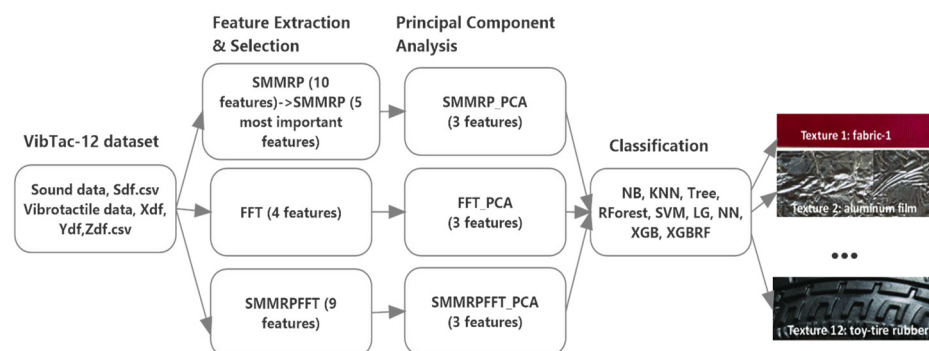 Feature Extraction
& Selection
Principal Component
Analysis
SMMRP (10
features)->SMMRP (5
most important
features)
SMMRP_PCA
(3 features)
VibTac-12 dataset
Classification
Sound data, Sdf.csv
Vibrotactile data, Xdf,
Ydf,Zdf.csv
FFT (4 features)
FFT_PCA
(3 features)
NB, KNN, Tree,
RForest, SVM, LG, NN,
XGB, XGBRF
SMMRPFFT (9
features)
SMMRPFFT_PCA
(3 features)
Texture 1: fabric-1
Texture 2: aluminum film
•••
Texture 12: toy-tire rubber